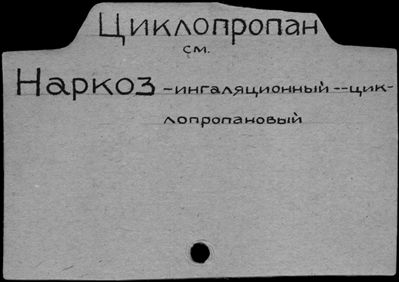 Циклопропан
см.
Наркоз -ингаляционный--цик-
лопропановый